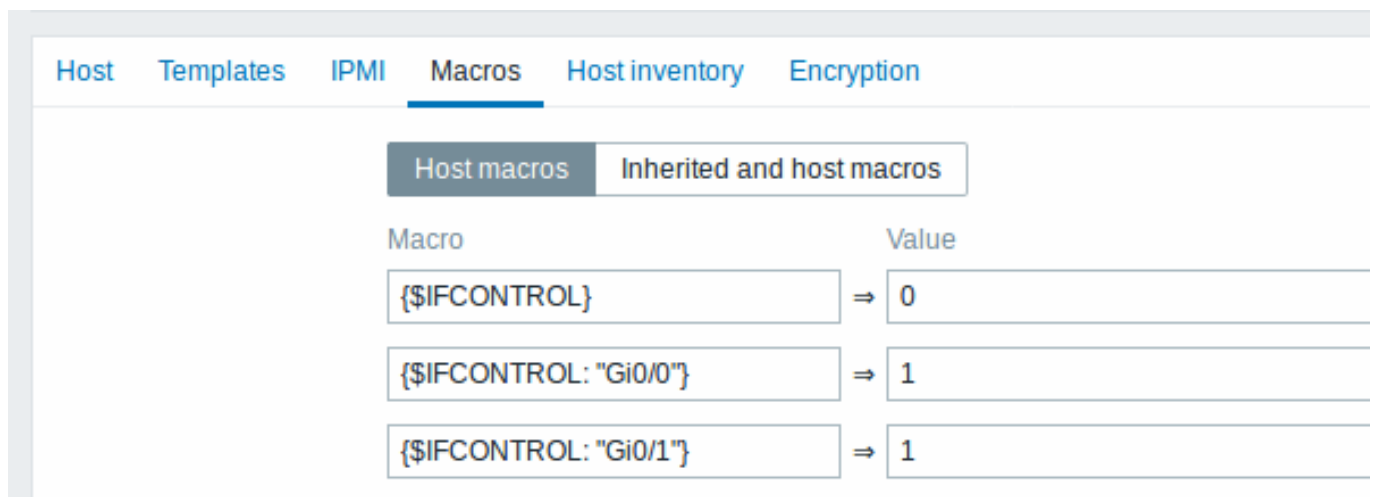 Host Templates IPMI Macros Host inventory Encryption
Host macros Inherited and host macros
Macro Value
{$IFCONTROL} ⇒ 0
{$IFCONTROL: "Gi0/0"} ⇒ 1
{$IFCONTROL: "Gi0/1"} ⇒ 1